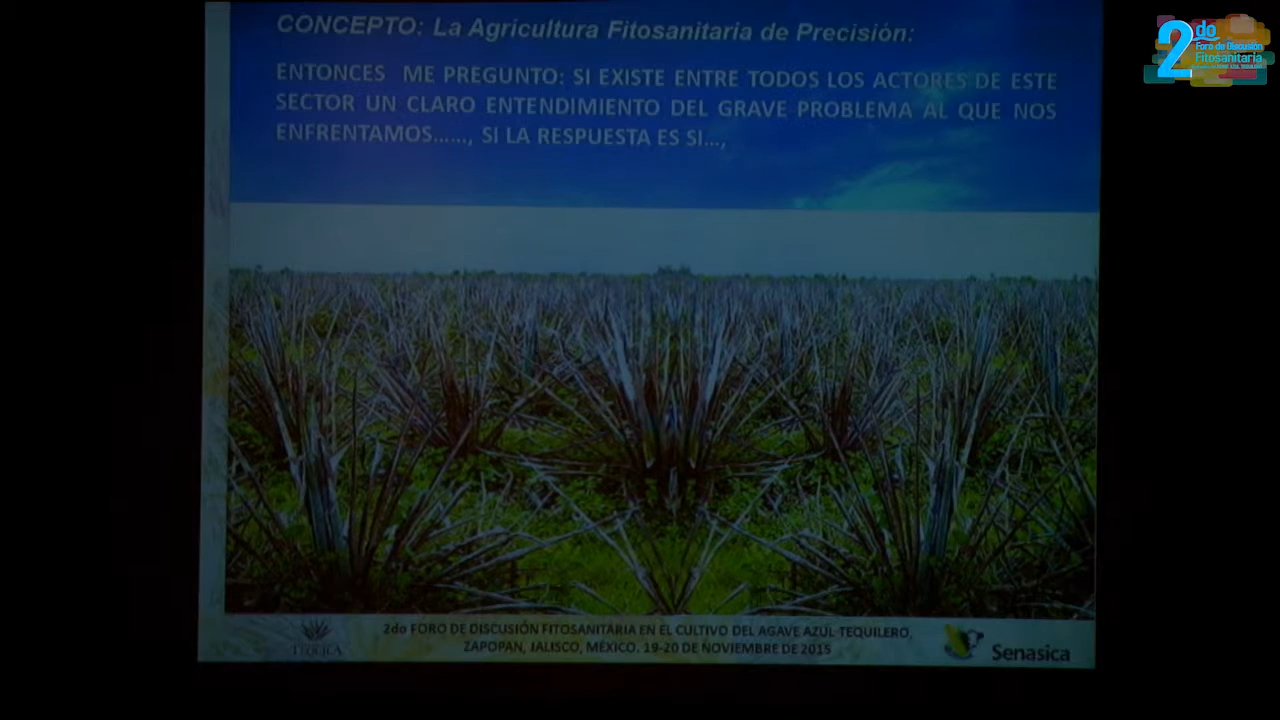 CONCEPTO: La Agricultura Fitosanitaria de Precisión:
ENTONCES ME PREGUNTO: SI EXISTE ENTRE TODOS LOS ACTORES DE ESTE
SECTOR UN CLARO ENTENDIMIENTO DEL GRAVE PROBLEMA AL QUE NOS
ENFRENTAMOS......, SI LA RESPUESTA ES SI...,
2do
Foro de Discusión
Fitosanitaria
TEQUILA
2do FORO DE DISCUSIÓN FITOSANITARIA EN EL CULTIVO DEL AGAVE AZUL TEQUILERO,
ZAPOPAN, JALISCO, MÉXICO. 19-20 DE NOVIEMBRE DE 2015
Senasica